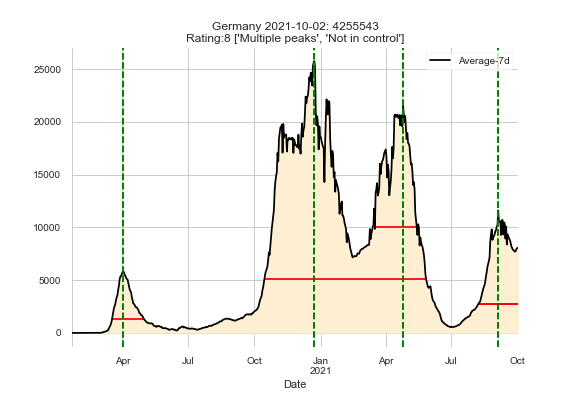 Germany 2021-10-02: 4255543
Rating:8 ['Multiple peaks', 'Not in control']
Average-7d
25000
20000
15000
10000
5000
0
Apr Jul Oct Jan Apr Jul Oct
2021
Date